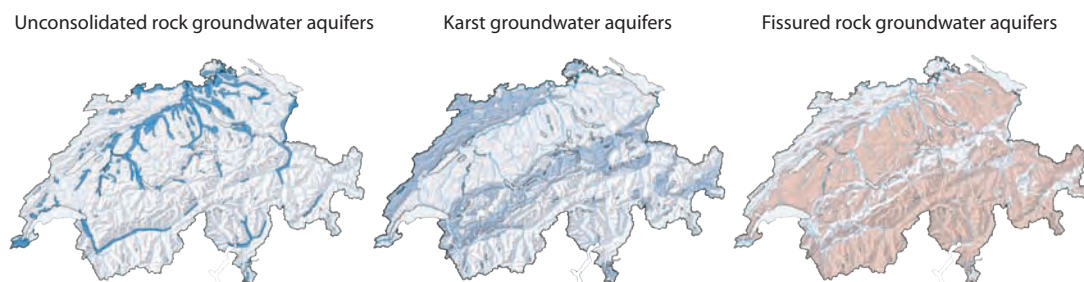 Unconsolidated rock groundwater aquifers
Karst groundwater aquifers
Fissured rock groundwater aquifers